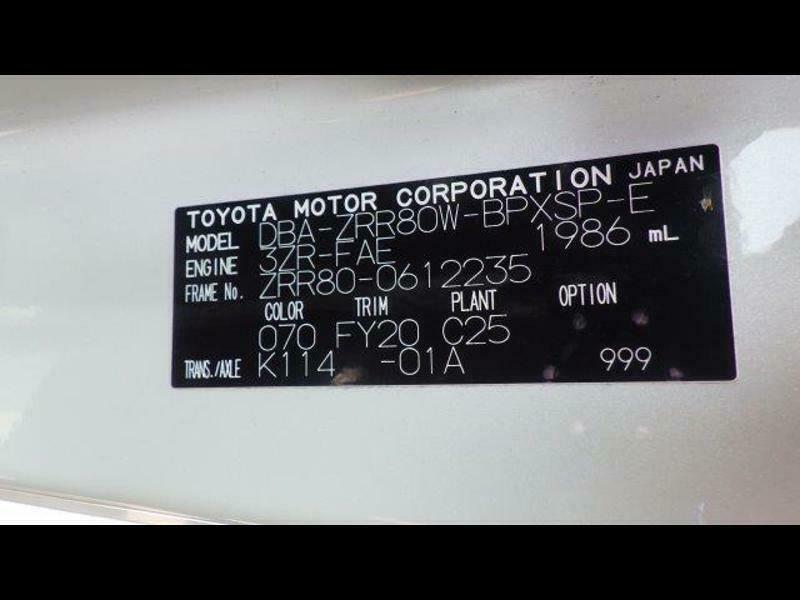 TOYOTA MOTOR CORPORATION JAPAN
MODEL DBA-ZRR80W-BPXSP-E
ENGINE 3ZR-FAE 1986 mL
FRAME No. ZRR80-0612235
COLOR TRIM PLANT OPTION
070 FY20 C25
TRANS./AXLE K114 -01A 999